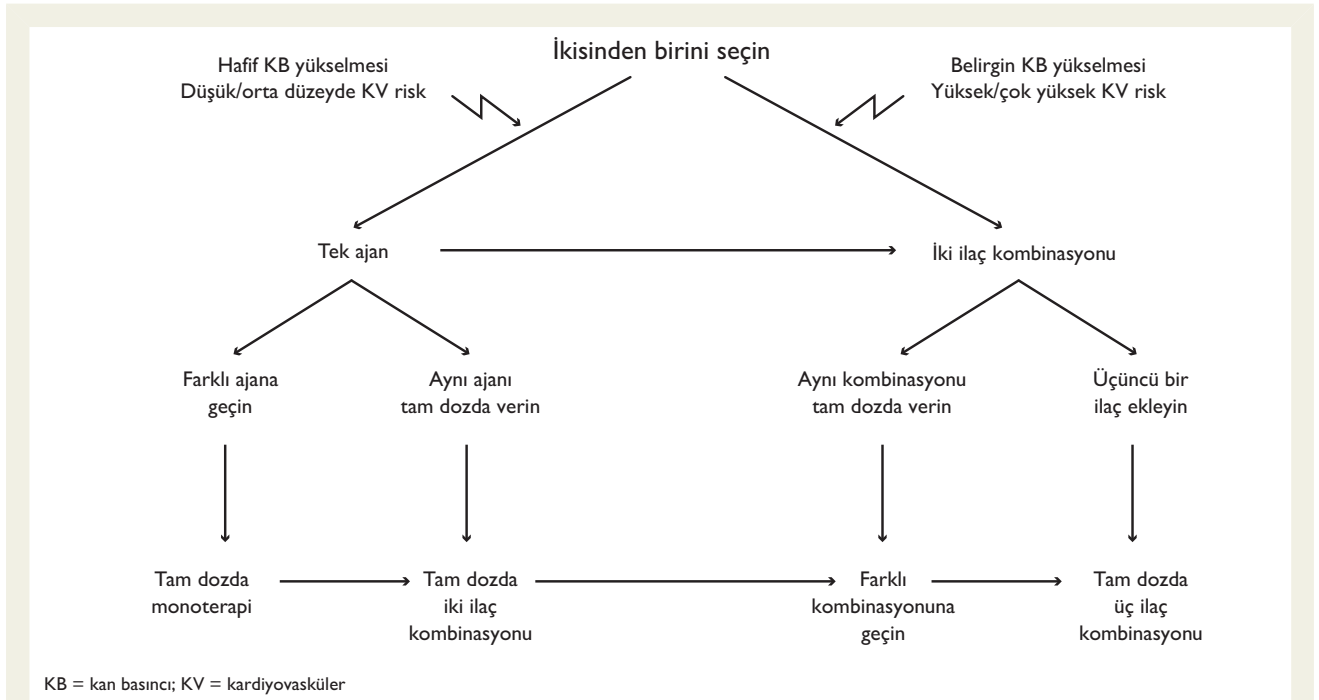 İkisinden birini seçin
Hafif KB yükselmesi
Düşük/orta düzeyde KV risk
Belirgin KB yükselmesi
Yüksek/çok yüksek KV risk
Tek ajan
İki ilaç kombinasyonu
Farklı ajana
geçin
Aynı ajanı
tam dozda verin
Aynı kombinasyonu
tam dozda verin
Üçüncü bir
ilaç ekleyin
Tam dozda
monoterapi
Tam dozda
iki ilaç
kombinasyonu
Farklı
kombinasyonuna
geçin
Tam dozda
üç ilaç
kombinasyonu
KB = kan basıncı; KV = kardiyovasküler